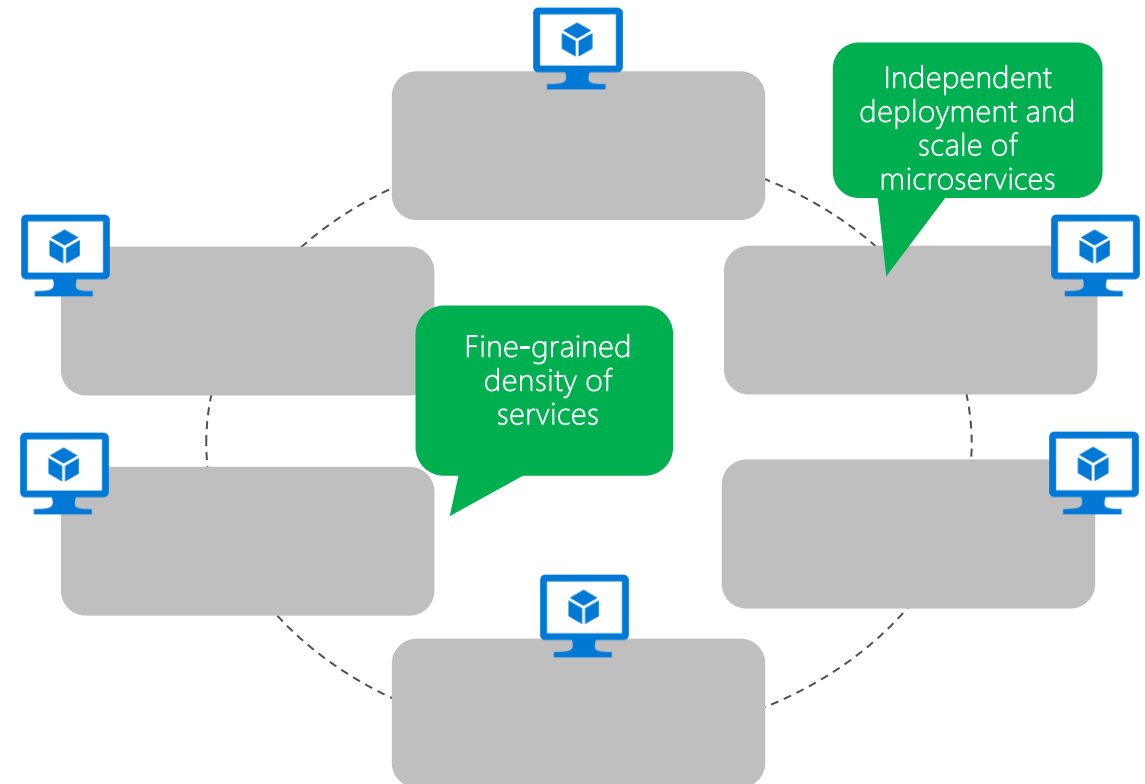 Independent
deployment and
scale of
microservices
Fine-grained
density of
services